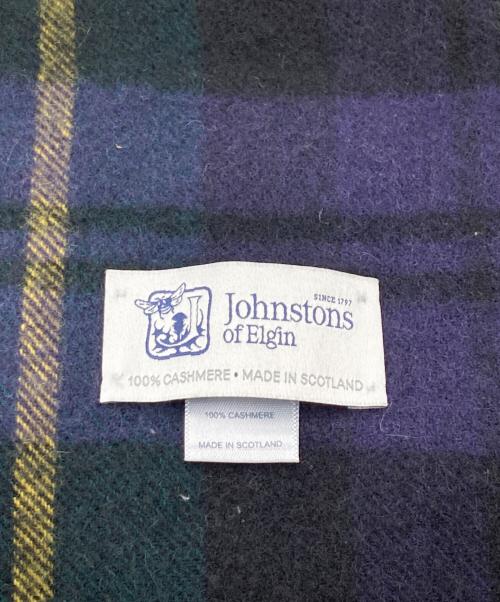 SINCE 1797
Johnstons
of Elgin
100% CASHMERE • MADE IN SCOTLAND
100% CASHMERE
MADE IN SCOTLAND